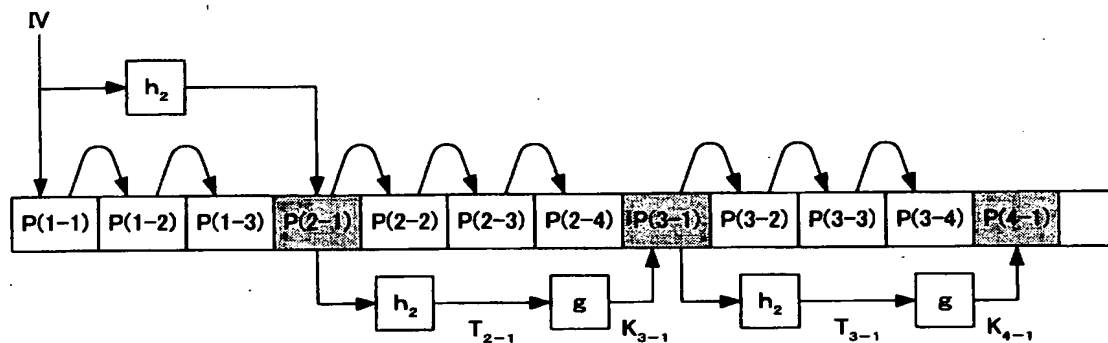 IV
h₂
P(1-1) P(1-2) P(1-3) P(2-1) P(2-2) P(2-3) P(2-4) P(3-1) P(3-2) P(3-3) P(3-4) P(4-1)
h₂ g h₂ g
T₂₋₁ K₃₋₁ T₃₋₁ K₄₋₁